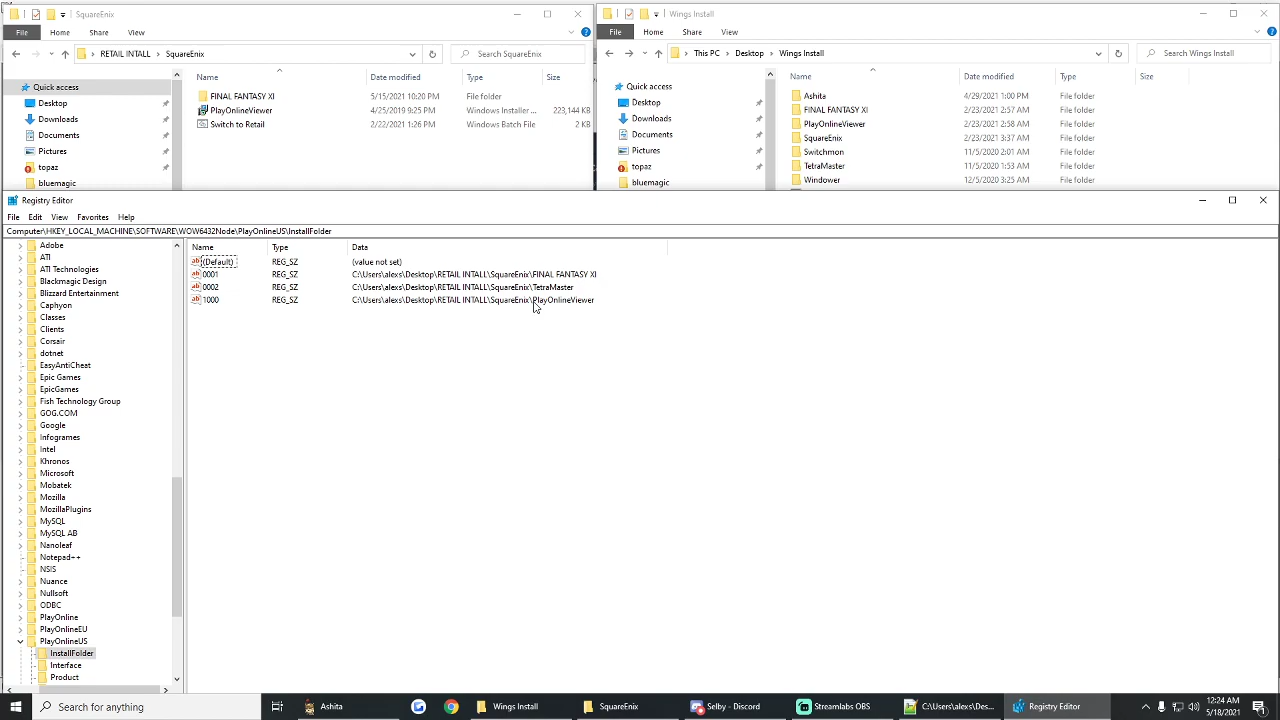 SquareEnix
File Home Share View
RETAIL INTALL SquareEnix
Search SquareEnix
Name Date modified Type Size
Quick access
Desktop
Downloads
Documents
Pictures
topaz
bluemagic
FINAL FANTASY XI 5/15/2021 10:20 PM File folder
PlayOnlineViewer 4/25/2019 9:25 PM Windows Installer ... 223,144 KB
Switch to Retail 2/22/2021 1:26 PM Windows Batch File 2 KB
Wings Install
File Home Share View
This PC Desktop Wings Install
Search Wings Install
Name Date modified Type Size
Quick access
Desktop
Downloads
Documents
Pictures
topaz
bluemagic
Ashita 4/29/2021 1:00 PM File folder
FINAL FANTASY XI 2/23/2021 2:57 AM File folder
PlayOnlineViewer 2/23/2021 2:58 AM File folder
SquareEnix 2/23/2021 3:37 AM File folder
Switchmon 11/5/2020 2:01 AM File folder
TetraMaster 11/5/2020 1:53 AM File folder
Windower 12/5/2020 3:25 AM File folder
Registry Editor
File Edit View Favorites Help
Computer\HKEY_LOCAL_MACHINE\SOFTWARE\WOW6432Node\PlayOnlineUS\InstallFolder
Adobe
ATI
ATI Technologies
Blackmagic Design
Blizzard Entertainment
Caphyon
Classes
Clients
Corsair
dotnet
EasyAntiCheat
Epic Games
EpicGames
Fish Technology Group
GOG.COM
Google
Infogrames
Intel
Khronos
Microsoft
Mobatek
Mozilla
MozillaPlugins
MySQL
MySQL AB
Nanoleaf
Notepad++
NSIS
Nuance
Nullsoft
ODBC
PlayOnline
PlayOnlineEU
PlayOnlineUS
InstallFolder
Interface
Product
Name Type Data
(Default) REG_SZ (value not set)
0001 REG_SZ C:\Users\alexs\Desktop\RETAIL INTALL\SquareEnix\FINAL FANTASY XI
0002 REG_SZ C:\Users\alexs\Desktop\RETAIL INTALL\SquareEnix\TetraMaster
1000 REG_SZ C:\Users\alexs\Desktop\RETAIL INTALL\SquareEnix\PlayOnlineViewer
Search for anything
Ashita
Wings Install
SquareEnix
Selby - Discord
Streamlabs OBS
C:\Users\alexs\Des...
Registry Editor
12:24 AM
5/18/2021